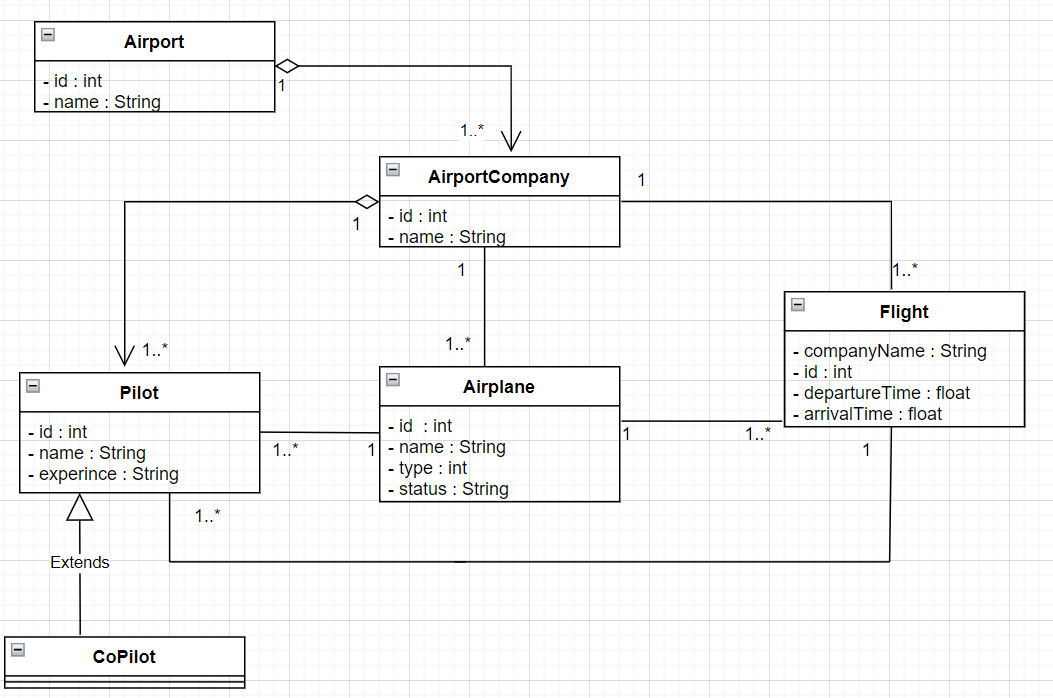 Airport
- id : int
- name : String
1
1..*
AirportCompany
- id : int
- name : String
1
1
1
1..*
1..*
1..*
Pilot
- id : int
- name : String
- experince : String
Airplane
- id : int
- name : String
- type : int
- status : String
Flight
- companyName : String
- id : int
- departureTime : float
- arrivalTime : float
1..*
1
1
1..*
1
1..*
Extends
CoPilot